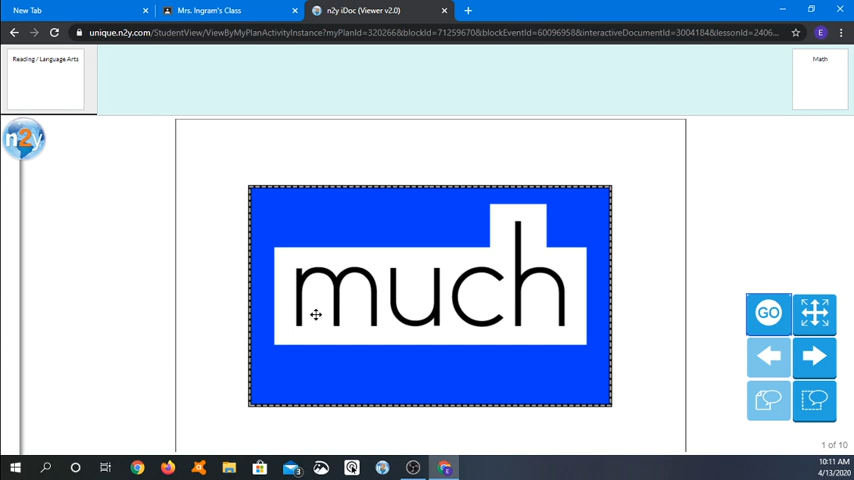 New Tab
Mrs. Ingram's Class
n2y iDoc (Viewer v2.0)
unique.n2y.com/StudentView/ViewByMyPlanActivityInstance?myPlanId=320266&blockId=71259670&blockEventId=60096958&interactiveDocumentId=3004184&lessonId=2406...
E
Reading / Language Arts
Math
n2y
much
GO
1 of 10
3
10:11 AM
4/13/2020